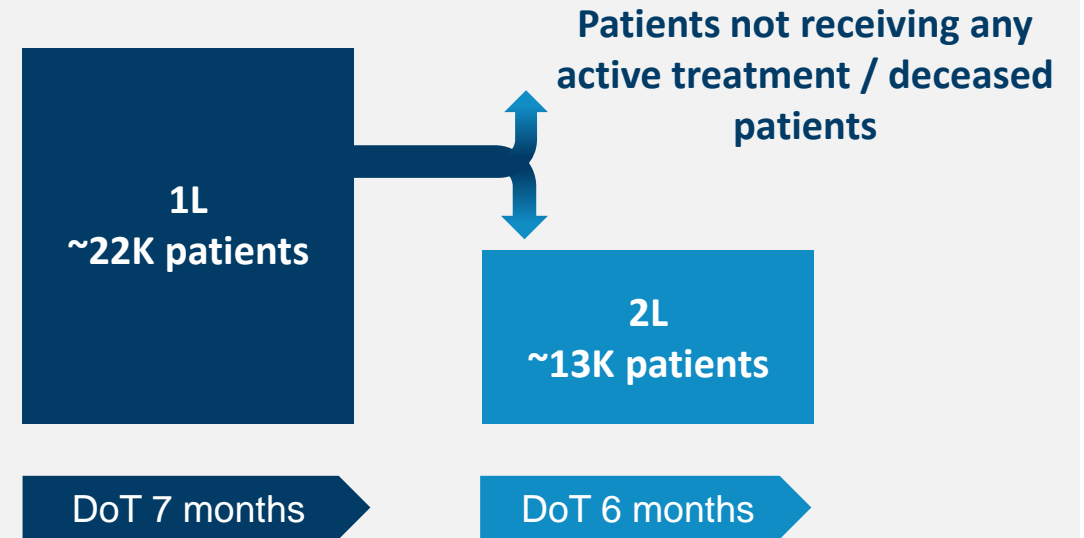 Patients not receiving any
active treatment / deceased
patients
1L
~22K patients
2L
~13K patients
DoT 7 months
DoT 6 months